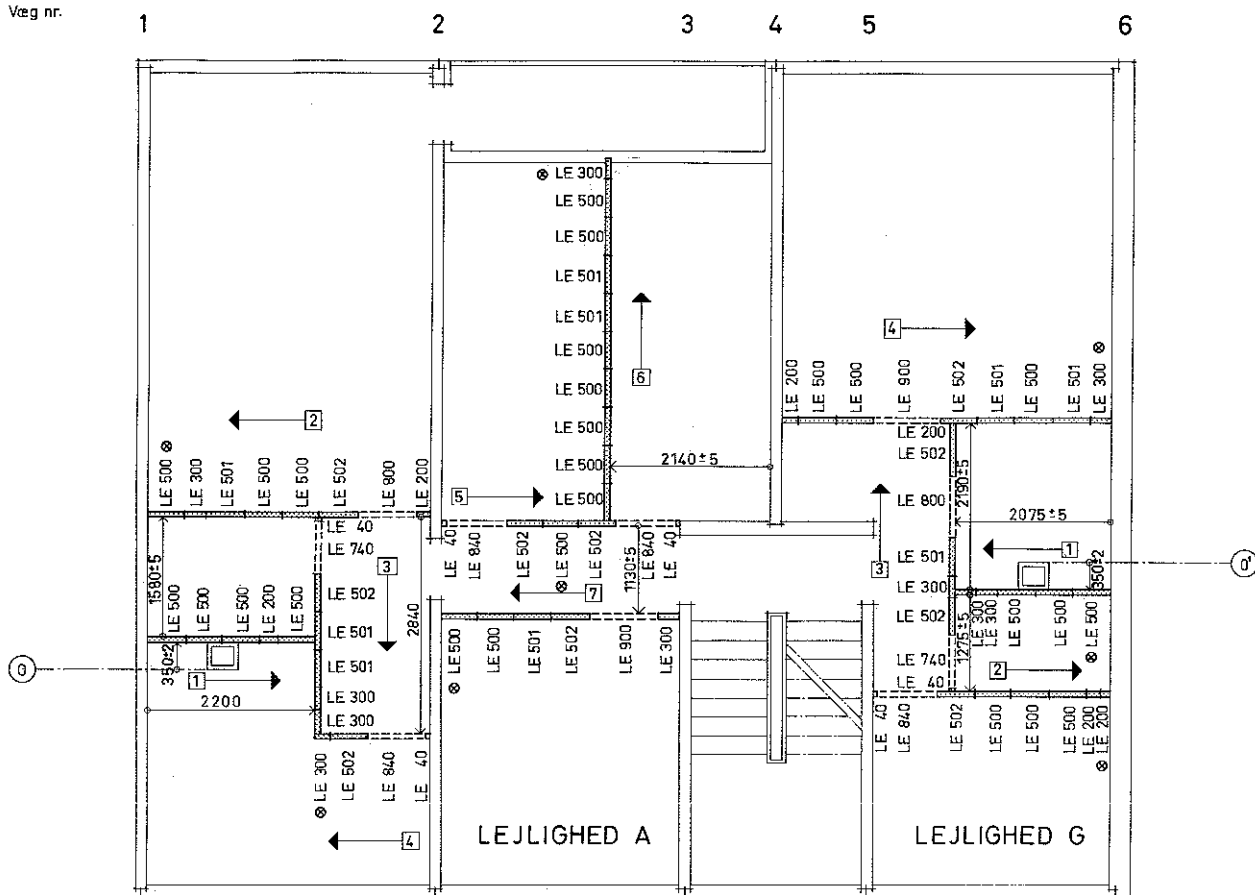 Væg nr.
1 2 3 4 5 6
LE 300
LE 500
LE 500
LE 501
LE 501
LE 500
LE 500
LE 500
LE 500
LE 500
6
2140±5
4
LE 200
LE 500
LE 500
LE 900
LE 502
LE 501
LE 500
LE 501
LE 300
2
LE 500
LE 300
LE 501
LE 500
LE 500
LE 502
LE 800
LE 200
5
LE 40
LE 740
LE 502
LE 501
LE 501
LE 300
LE 300
3
2840
1580±5
LE 500
LE 500
LE 500
LE 200
LE 500
350±2
G
1
2200
LE 300
LE 502
LE 840
LE 40
4
LE 40
LE 840
LE 502
LE 500
LE 502
LE 840
LE 40
1130±5
7
LE 500
LE 500
LE 501
LE 502
LE 900
LE 300
LE 200
LE 502
LE 800
LE 501
LE 300
LE 502
LE 740
LE 40
3
2190±5
2075±5
1
350±2
G'
1275±5
LE 300
LE 300
LE 500
LE 500
LE 500
2
LE 40
LE 840
LE 502
LE 500
LE 500
LE 500
LE 200
LE 200
LEJLIGHED A
LEJLIGHED G